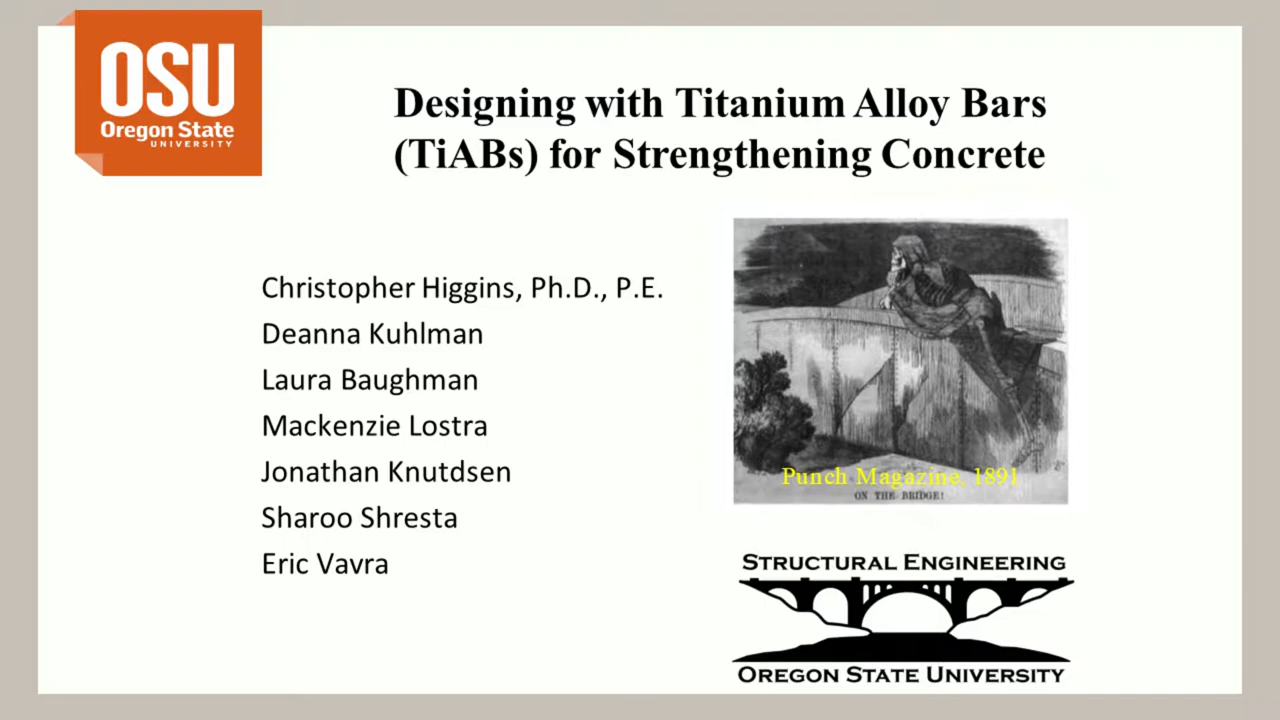 OSU
Oregon State
UNIVERSITY
Designing with Titanium Alloy Bars
(TiABs) for Strengthening Concrete
Christopher Higgins, Ph.D., P.E.
Deanna Kuhlman
Laura Baughman
Mackenzie Lostra
Jonathan Knutdsen
Sharoo Shresta
Eric Vavra
Punch Magazine, 1891
ON THE BRIDGE!
STRUCTURAL ENGINEERING
OREGON STATE UNIVERSITY